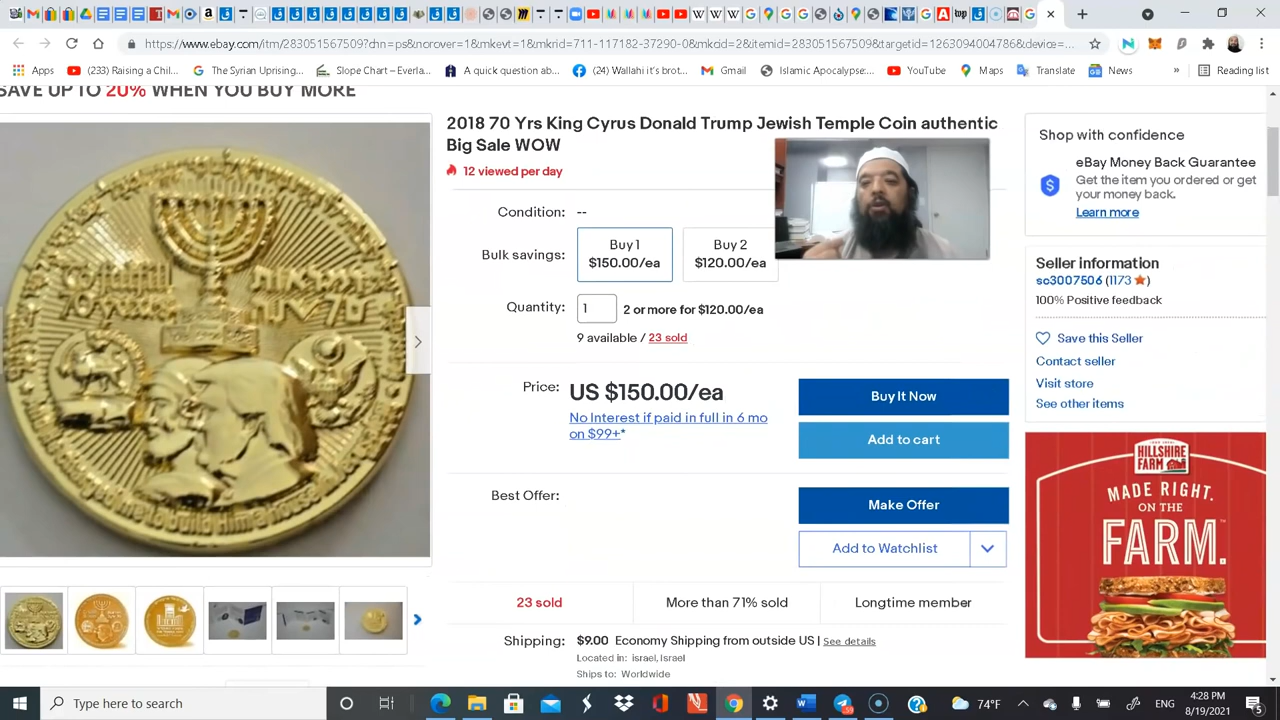 https://www.ebay.com/itm/283051567509?chn=ps&mkevt=1&mkrid=711-117182-37290-0&mkcid=2&itemid=283051567509&targetid=1263094004786&device=...
Apps
(233) Raising a Chil...
The Syrian Uprising...
Slope Chart – Everla...
A quick question ab...
(24) Wallahi it's brot...
Gmail
Islamic Apocalypse:...
YouTube
Maps
Translate
News
»
Reading list
SAVE UP TO 20% WHEN YOU BUY MORE
2018 70 Yrs King Cyrus Donald Trump Jewish Temple Coin authentic
Big Sale WOW
12 viewed per day
Condition: --
Bulk savings:
Buy 1
$150.00/ea
Buy 2
$120.00/ea
Quantity: 1 2 or more for $120.00/ea
9 available / 23 sold
Price: US $150.00/ea
No Interest if paid in full in 6 mo
on $99+*
Buy It Now
Add to cart
Best Offer:
Make Offer
Add to Watchlist
23 sold
More than 71% sold
Longtime member
Shipping: $9.00 Economy Shipping from outside US | See details
Located in: israel, Israel
Ships to: Worldwide
Shop with confidence
eBay Money Back Guarantee
Get the item you ordered or get
your money back.
Learn more
Seller information
sc3007506 (1173)
100% Positive feedback
Save this Seller
Contact seller
Visit store
See other items
HILLSHIRE
FARM
MADE RIGHT.
ON THE
FARM.
Type here to search
74°F
ENG
4:28 PM
8/19/2021
5